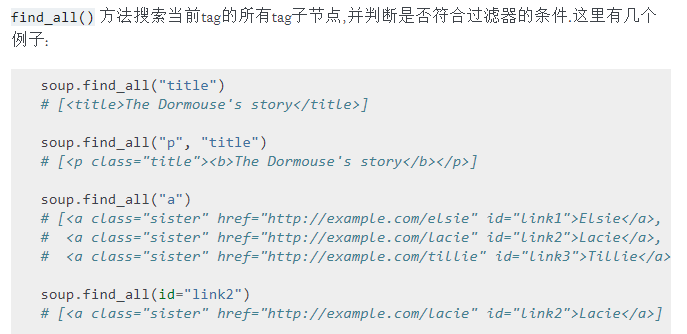 find_all() 方法搜索当前tag的所有tag子节点,并判断是否符合过滤器的条件.这里有几个
例子:
soup.find_all("title")
# [<title>The Dormouse's story</title>]
soup.find_all("p", "title")
# [<p class="title"><b>The Dormouse's story</b></p>]
soup.find_all("a")
# [<a class="sister" href="http://example.com/elsie" id="link1">Elsie</a>,
#  <a class="sister" href="http://example.com/lacie" id="link2">Lacie</a>,
#  <a class="sister" href="http://example.com/tillie" id="link3">Tillie</a>
soup.find_all(id="link2")
# [<a class="sister" href="http://example.com/lacie" id="link2">Lacie</a>]